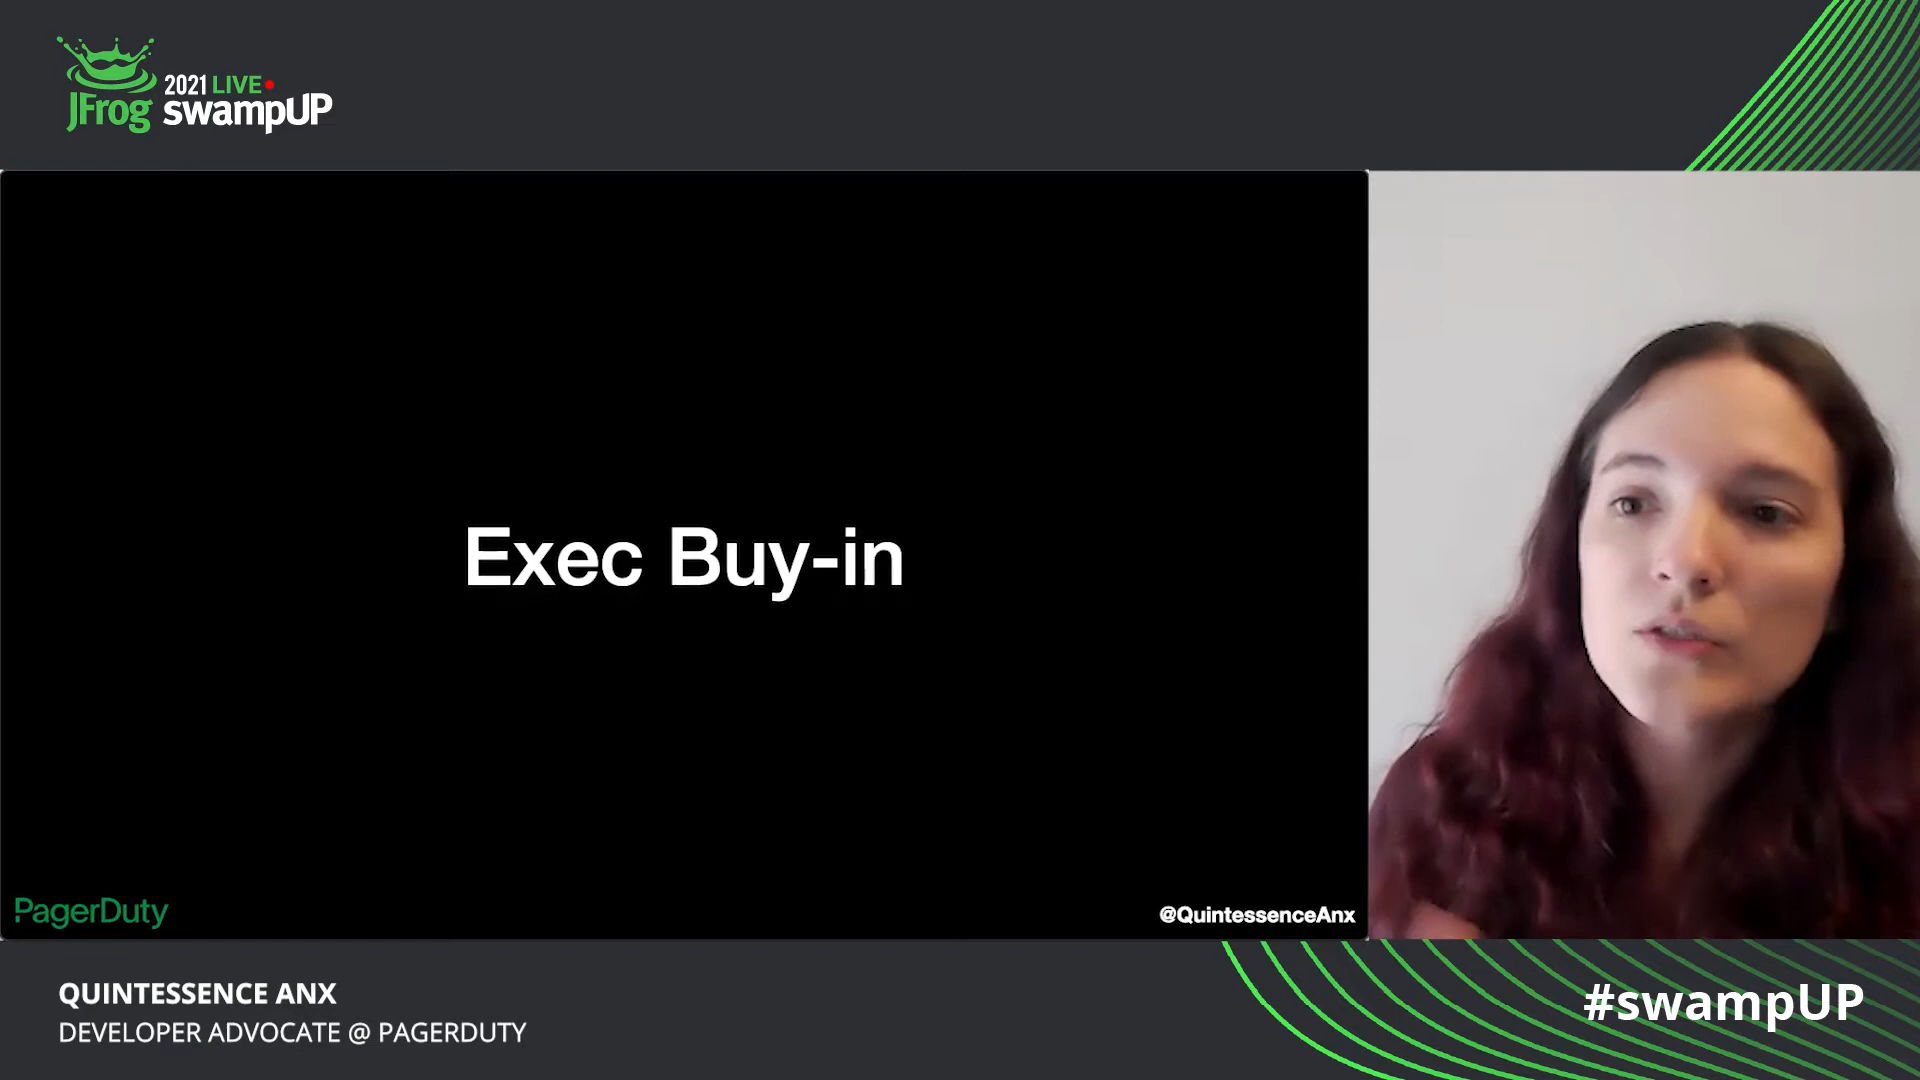 2021 LIVE
JFrog swampUP
Exec Buy-in
PagerDuty
@QuintessenceAnx
QUINTESSENCE ANX
DEVELOPER ADVOCATE @ PAGERDUTY
#swampUP